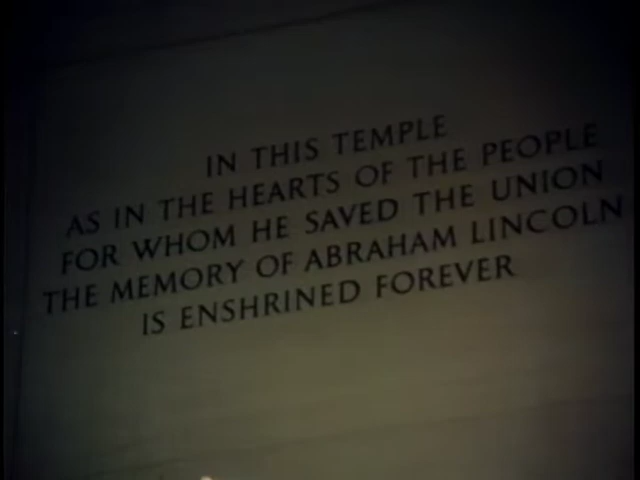 IN THIS TEMPLE
AS IN THE HEARTS OF THE PEOPLE
FOR WHOM HE SAVED THE UNION
THE MEMORY OF ABRAHAM LINCOLN
IS ENSHRINED FOREVER